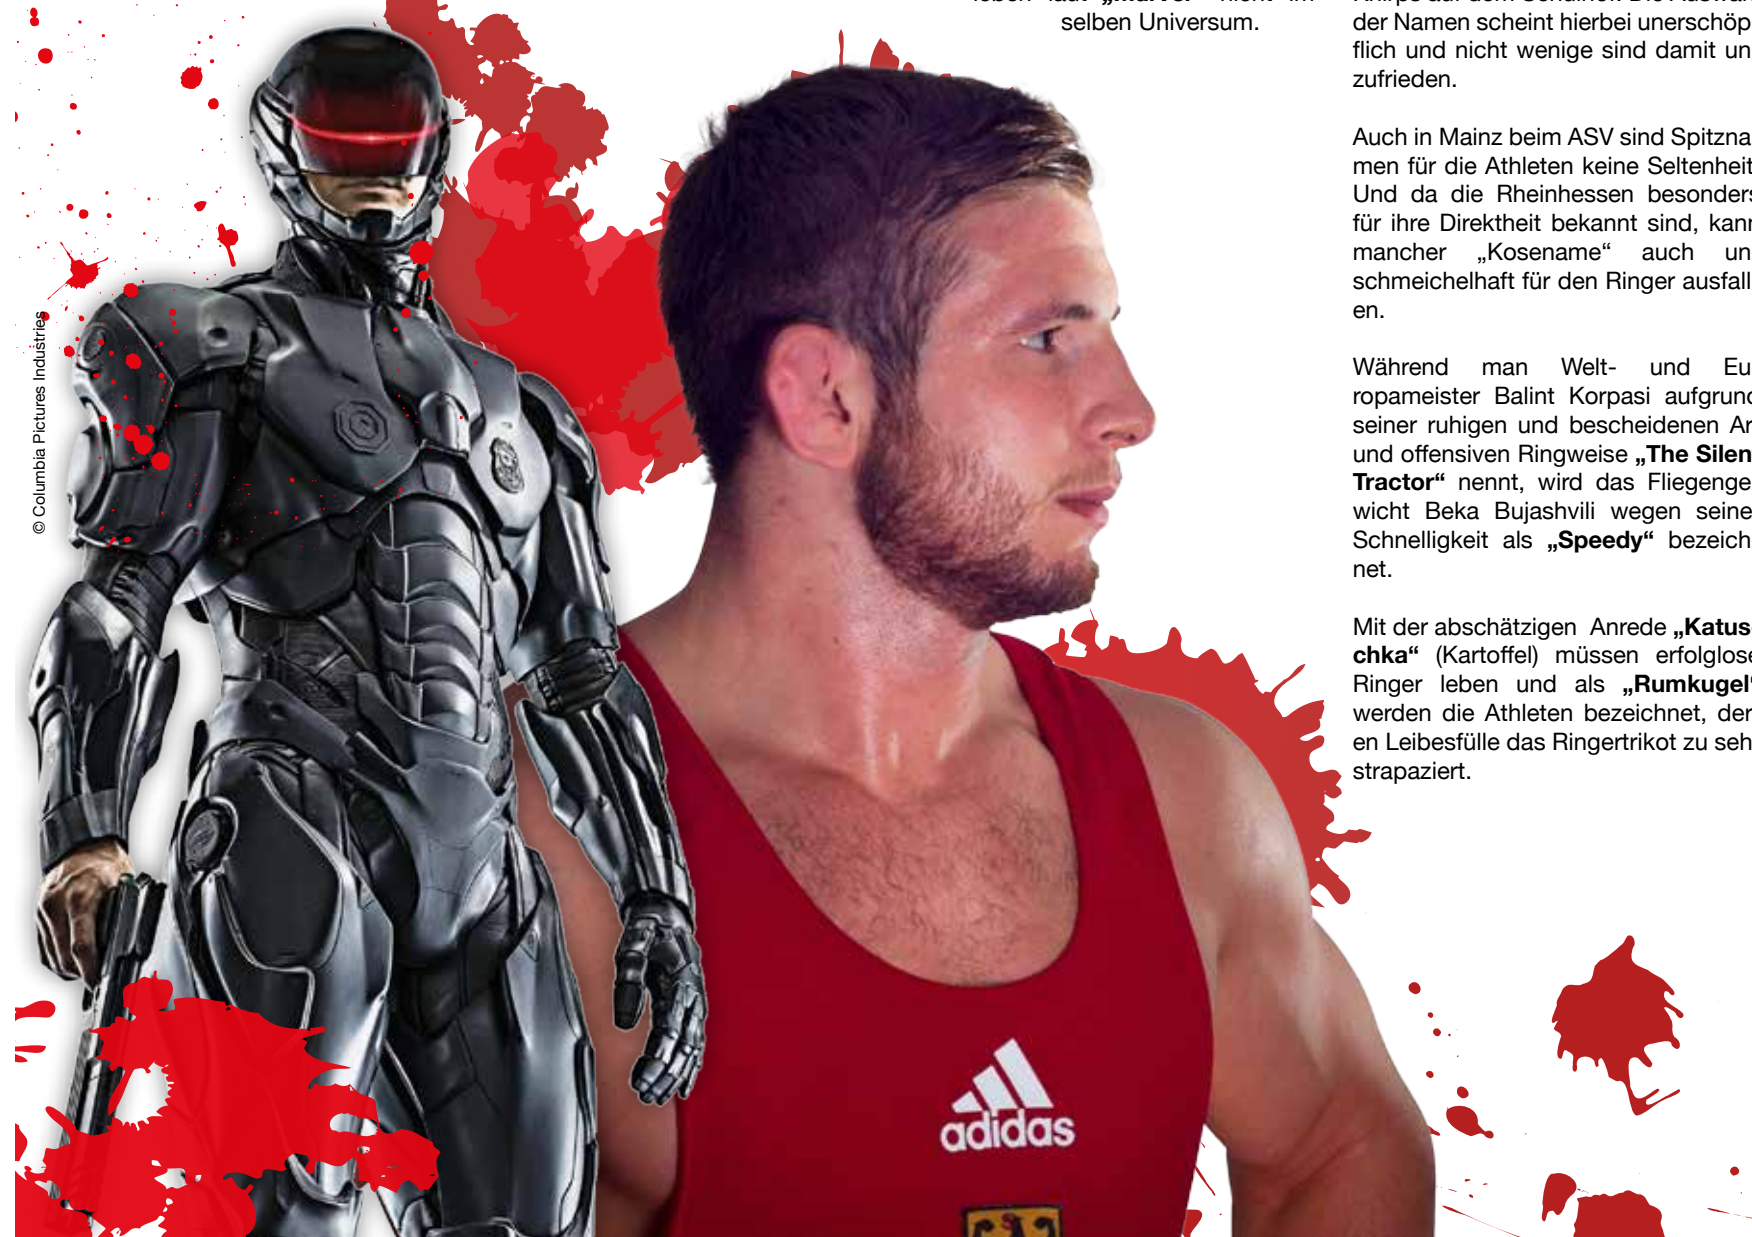 selben Universum.
der Namen scheint hierbei unerschöp
flich und nicht wenige sind damit un
zufrieden.
Auch in Mainz beim ASV sind Spitzna
men für die Athleten keine Seltenheit
Und da die Rheinhessen besonders
für ihre Direktheit bekannt sind, kann
mancher „Kosename“ auch un
schmeichelhaft für den Ringer ausfall
en.
Während man Welt- und Eu
ropameister Balint Korpasi aufgrund
seiner ruhigen und bescheidenen Ar
und offensiven Ringweise „The Silen
Tractor“ nennt, wird das Fliegenge
wicht Beka Bujashvili wegen seine
Schnelligkeit als „Speedy“ bezeich
net.
Mit der abschätzigen Anrede „Katus
chka“ (Kartoffel) müssen erfolglose
Ringer leben und als „Rumkugel“
werden die Athleten bezeichnet, der
en Leibesfülle das Ringertrikot zu seh
strapaziert.
© Columbia Pictures Industries
adidas